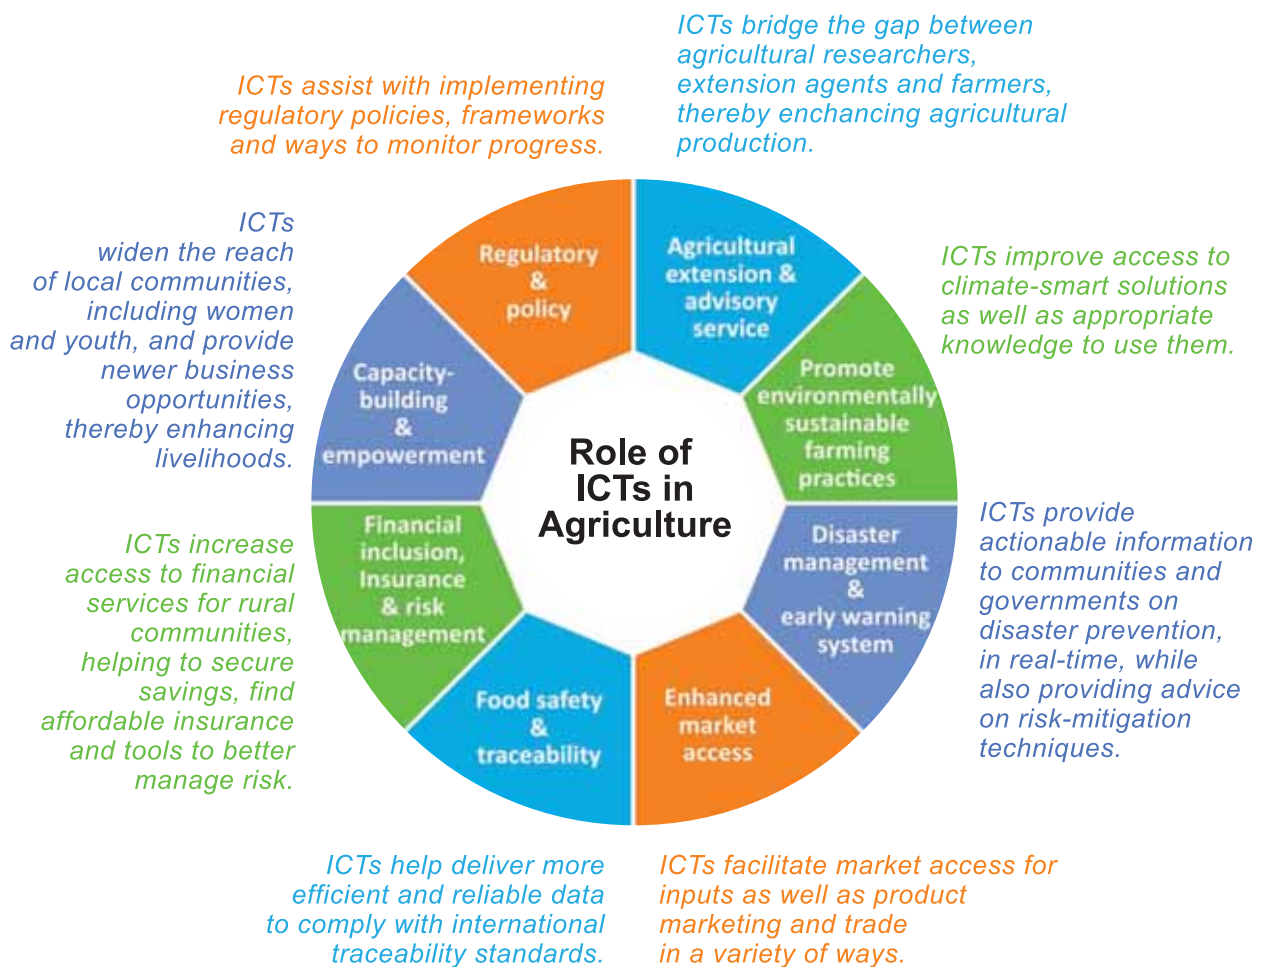 ICTs bridge the gap between
agricultural researchers,
extension agents and farmers,
thereby enchancing agricultural
production.
ICTs assist with implementing
regulatory policies, frameworks
and ways to monitor progress.
ICTs
widen the reach
of local communities,
including women
and youth, and provide
newer business
opportunities,
thereby enhancing
livelihoods.
ICTs improve access to
climate-smart solutions
as well as appropriate
knowledge to use them.
Regulatory
&
policy
Agricultural
extension &
advisory
service
Capacity-
building
&
empowerment
Promote
environmentally
sustainable
farming
practices
Role of
ICTs in
Agriculture
Financial
inclusion,
Insurance
& risk
management
Disaster
management
&
early warning
system
Food safety
&
traceability
Enhanced
market
access
ICTs increase
access to financial
services for rural
communities,
helping to secure
savings, find
affordable insurance
and tools to better
manage risk.
ICTs provide
actionable information
to communities and
governments on
disaster prevention,
in real-time, while
also providing advice
on risk-mitigation
techniques.
ICTs help deliver more
efficient and reliable data
to comply with international
traceability standards.
ICTs facilitate market access for
inputs as well as product
marketing and trade
in a variety of ways.